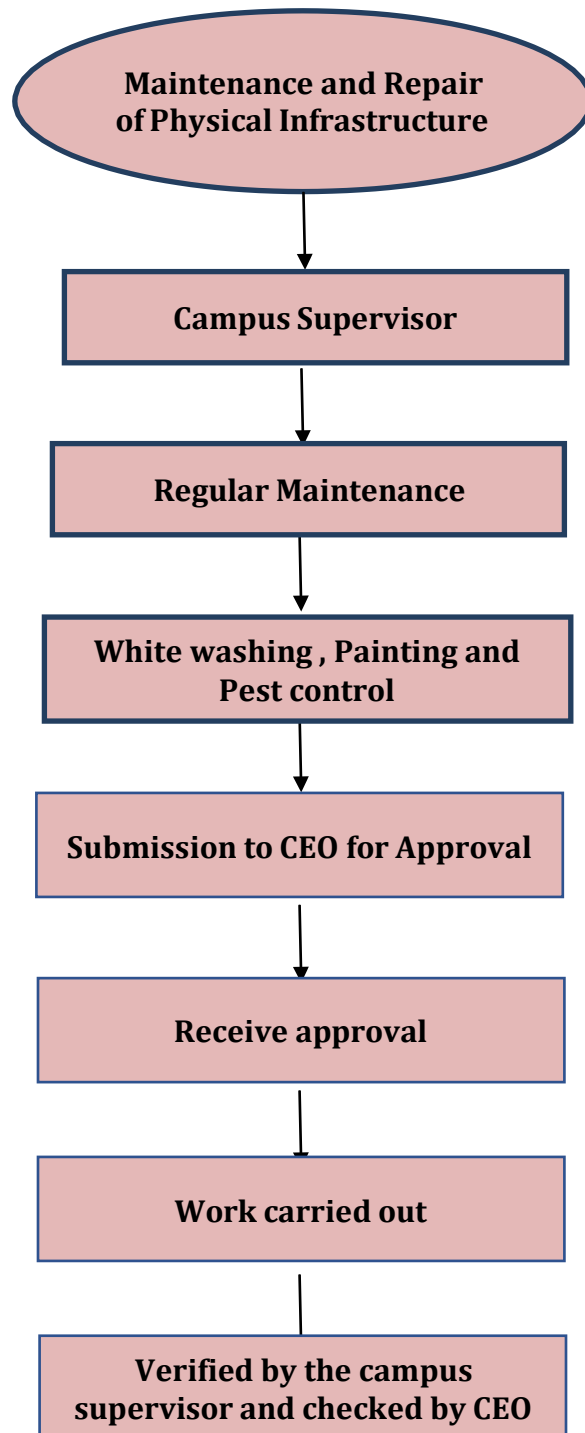 Maintenance and Repair
of Physical Infrastructure
Campus Supervisor
Regular Maintenance
White washing , Painting and
Pest control
Submission to CEO for Approval
Receive approval
Work carried out
Verified by the campus
supervisor and checked by CEO